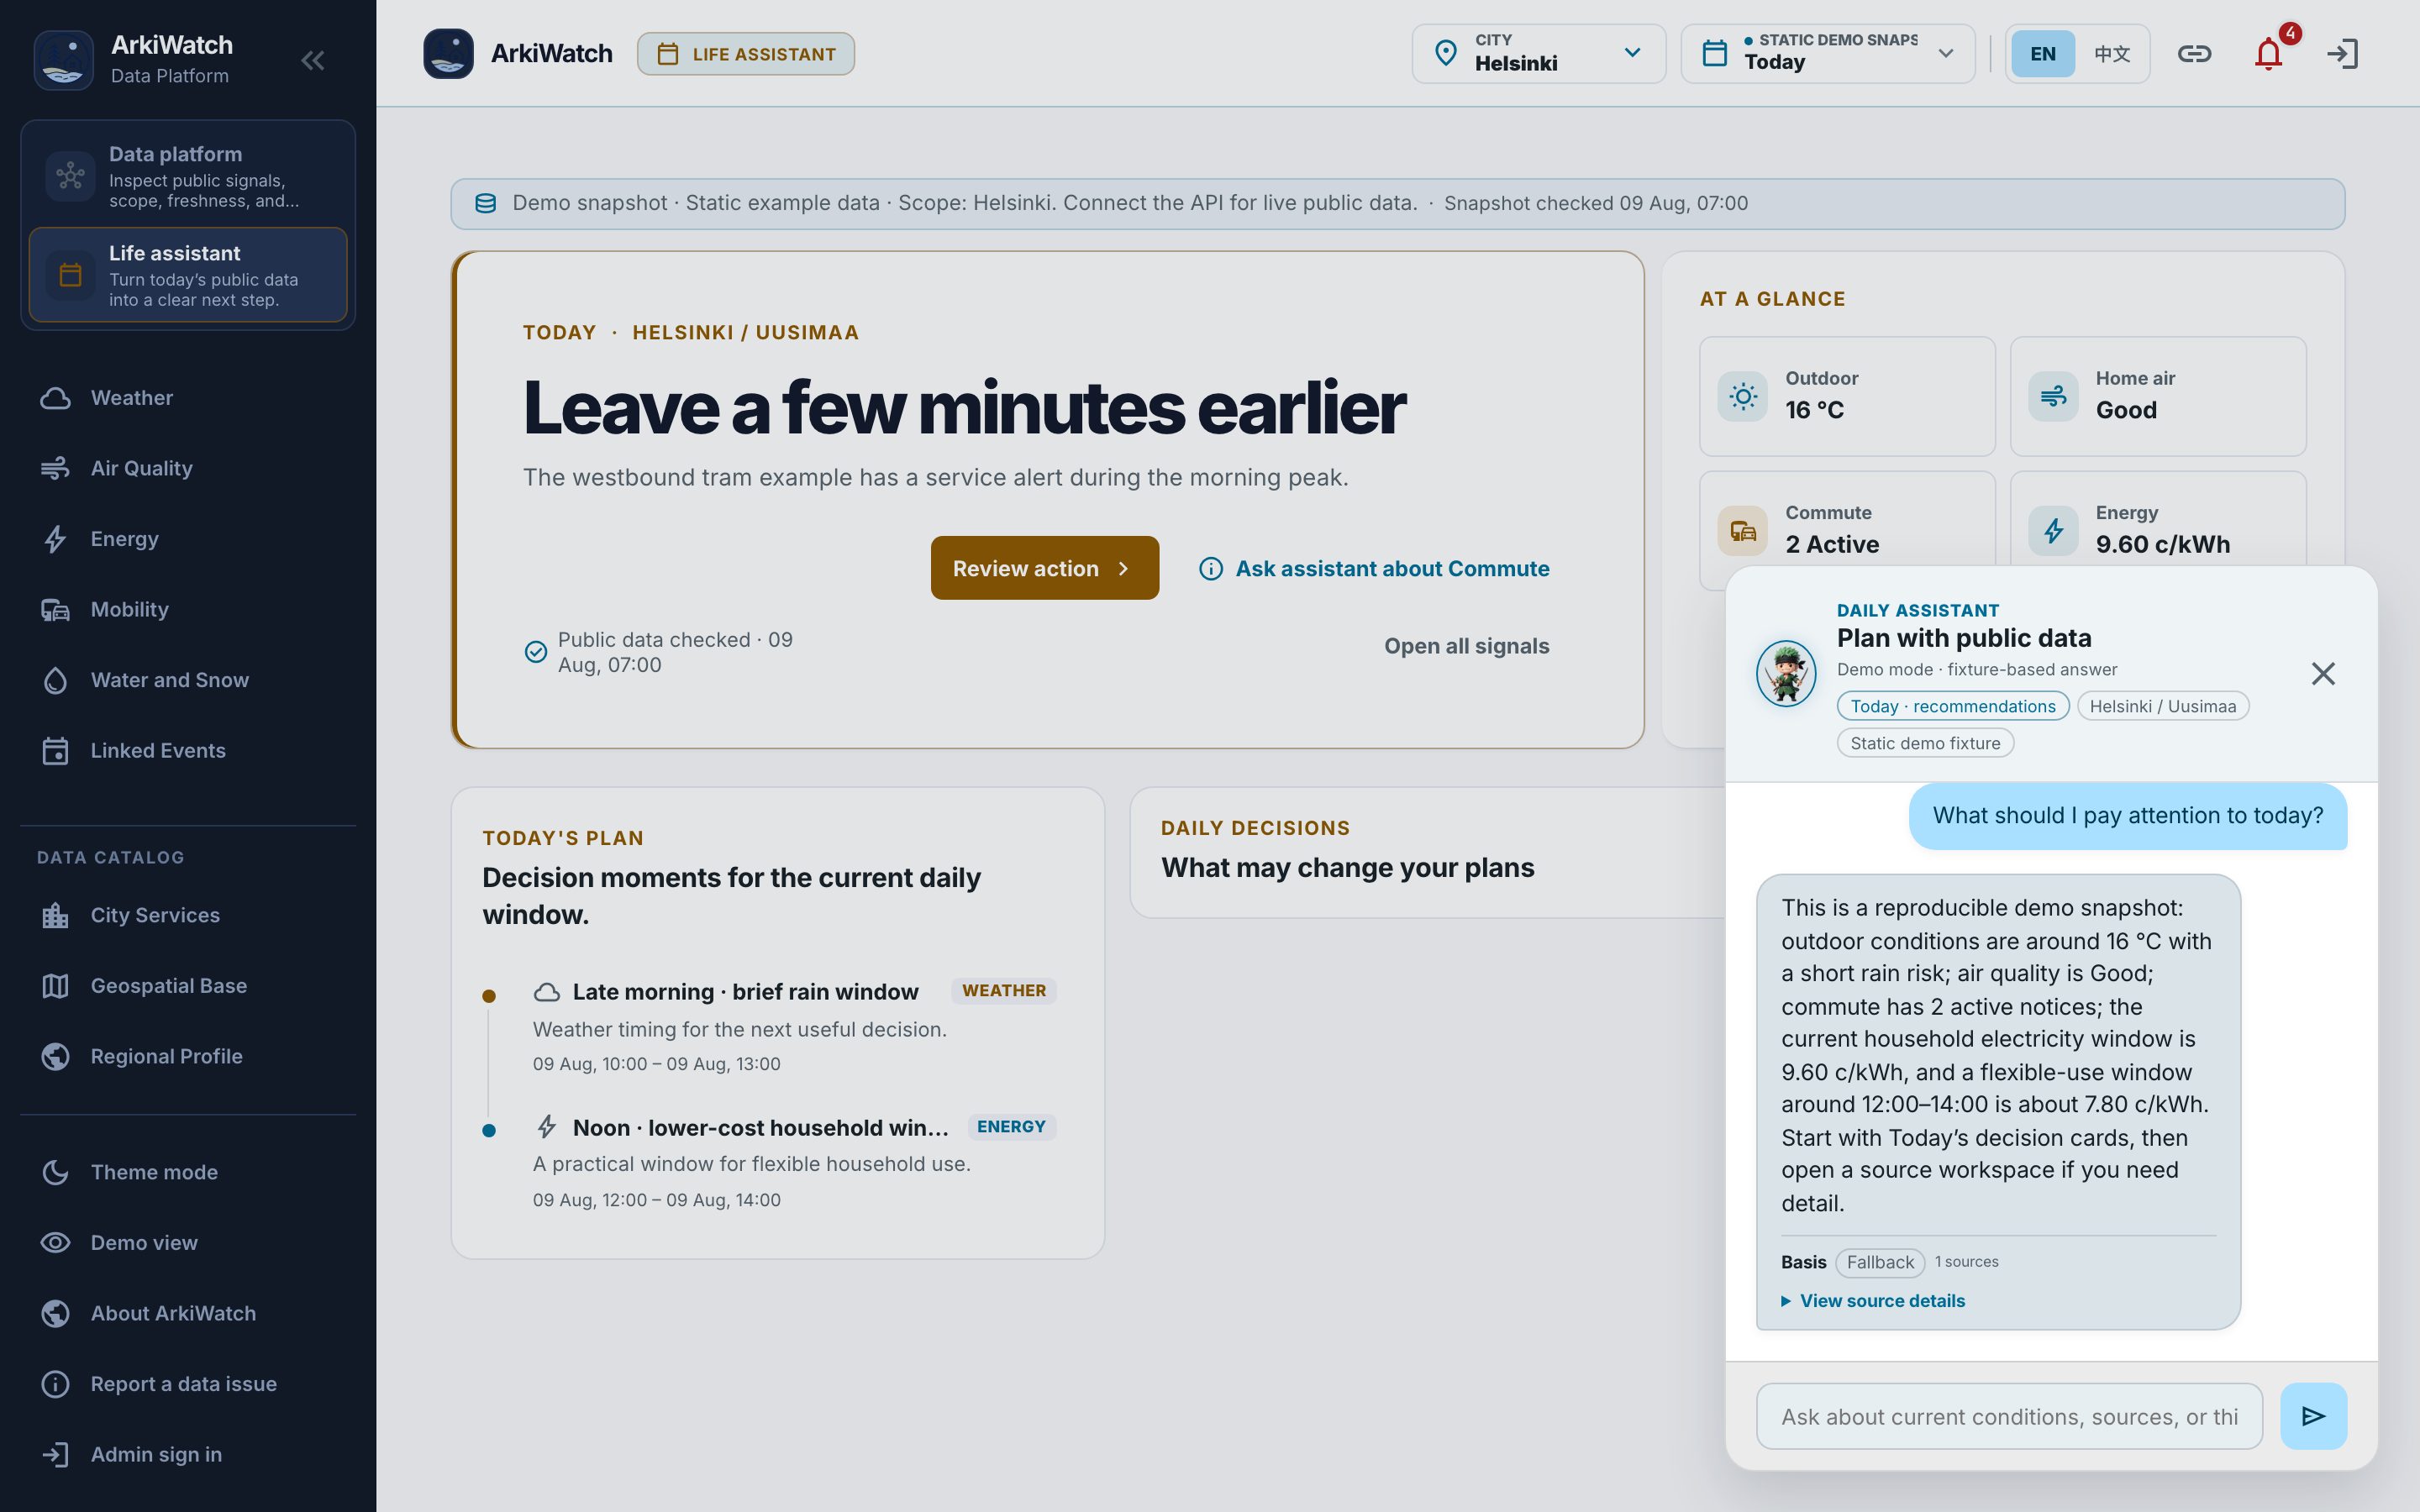 ArkiWatch
Data Platform
Data platform
Inspect public signals,
scope, freshness, and...
Life assistant
Turn today's public data
into a clear next step.
Weather
Air Quality
Energy
Mobility
Water and Snow
Linked Events
DATA CATALOG
City Services
Geospatial Base
Regional Profile
Theme mode
Demo view
About ArkiWatch
Report a data issue
Admin sign in
ArkiWatch
LIFE ASSISTANT
CITY
Helsinki
STATIC DEMO SNAPS
Today
EN
中文
4
Demo snapshot · Static example data · Scope: Helsinki. Connect the API for live public data. · Snapshot checked 09 Aug, 07:00
TODAY · HELSINKI / UUSIMAA
Leave a few minutes earlier
The westbound tram example has a service alert during the morning peak.
Review action
Ask assistant about Commute
Public data checked · 09
Aug, 07:00
Open all signals
AT A GLANCE
Outdoor
16 °C
Home air
Good
Commute
2 Active
Energy
9.60 c/kWh
TODAY'S PLAN
Decision moments for the current daily
window.
Late morning · brief rain window
WEATHER
Weather timing for the next useful decision.
09 Aug, 10:00 – 09 Aug, 13:00
Noon · lower-cost household win...
ENERGY
A practical window for flexible household use.
09 Aug, 12:00 – 09 Aug, 14:00
DAILY DECISIONS
What may change your plans
DAILY ASSISTANT
Plan with public data
Demo mode · fixture-based answer
Today · recommendations
Helsinki / Uusimaa
Static demo fixture
What should I pay attention to today?
This is a reproducible demo snapshot:
outdoor conditions are around 16 °C with
a short rain risk; air quality is Good;
commute has 2 active notices; the
current household electricity window is
9.60 c/kWh, and a flexible-use window
around 12:00–14:00 is about 7.80 c/kWh.
Start with Today's decision cards, then
open a source workspace if you need
detail.
Basis
Fallback
1 sources
View source details
Ask about current conditions, sources, or thi